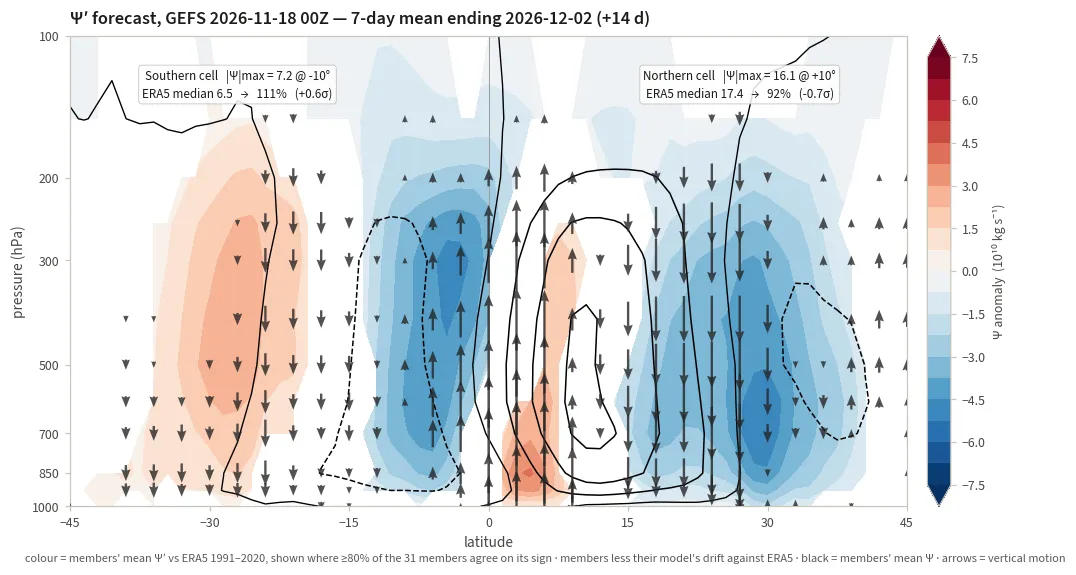 Ψ′ forecast, GEFS 2026-11-18 00Z — 7-day mean ending 2026-12-02 (+14 d)
Southern cell |Ψ|max = 7.2 @ -10°
ERA5 median 6.5 → 111% (+0.6σ)
Northern cell |Ψ|max = 16.1 @ +10°
ERA5 median 17.4 → 92% (-0.7σ)
pressure (hPa)
100
200
300
400
500
700
850
1000
−45
−30
−15
0
15
30
45
latitude
7.5
6.0
4.5
3.0
1.5
0.0
−1.5
−3.0
−4.5
−6.0
−7.5
Ψ anomaly (10¹⁰ kg s⁻¹)
colour = members' mean Ψ′ vs ERA5 1991–2020, shown where ≥80% of the 31 members agree on its sign · members less their model's drift against ERA5 · black = members' mean Ψ · arrows = vertical motion